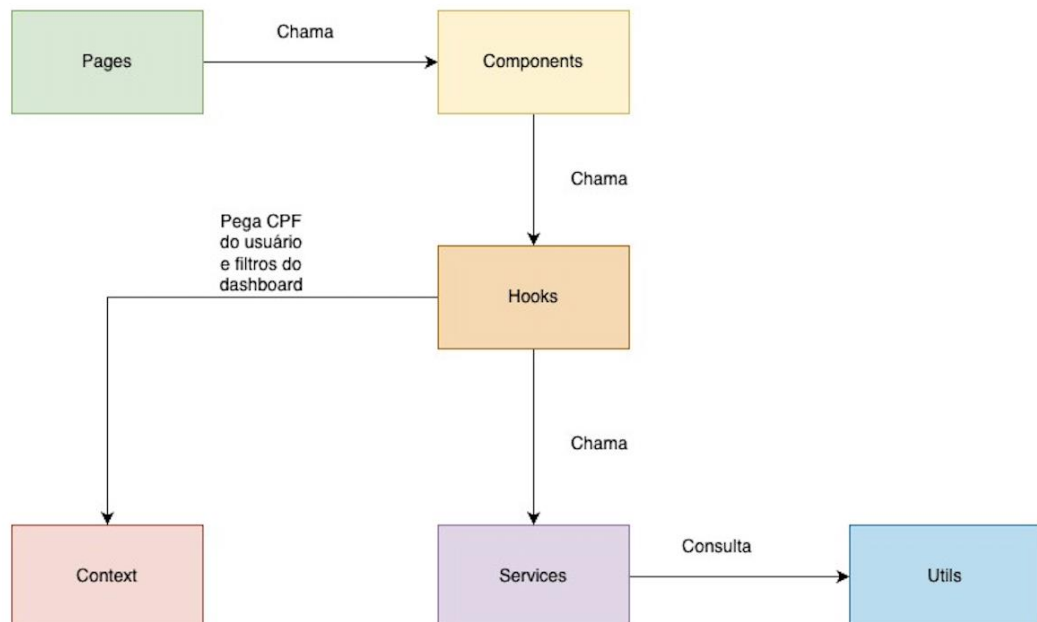 Chama
Pages
Components
Chama
Pega CPF
do usuário
e filtros do
dashboard
Hooks
Chama
Consulta
Context
Services
Utils